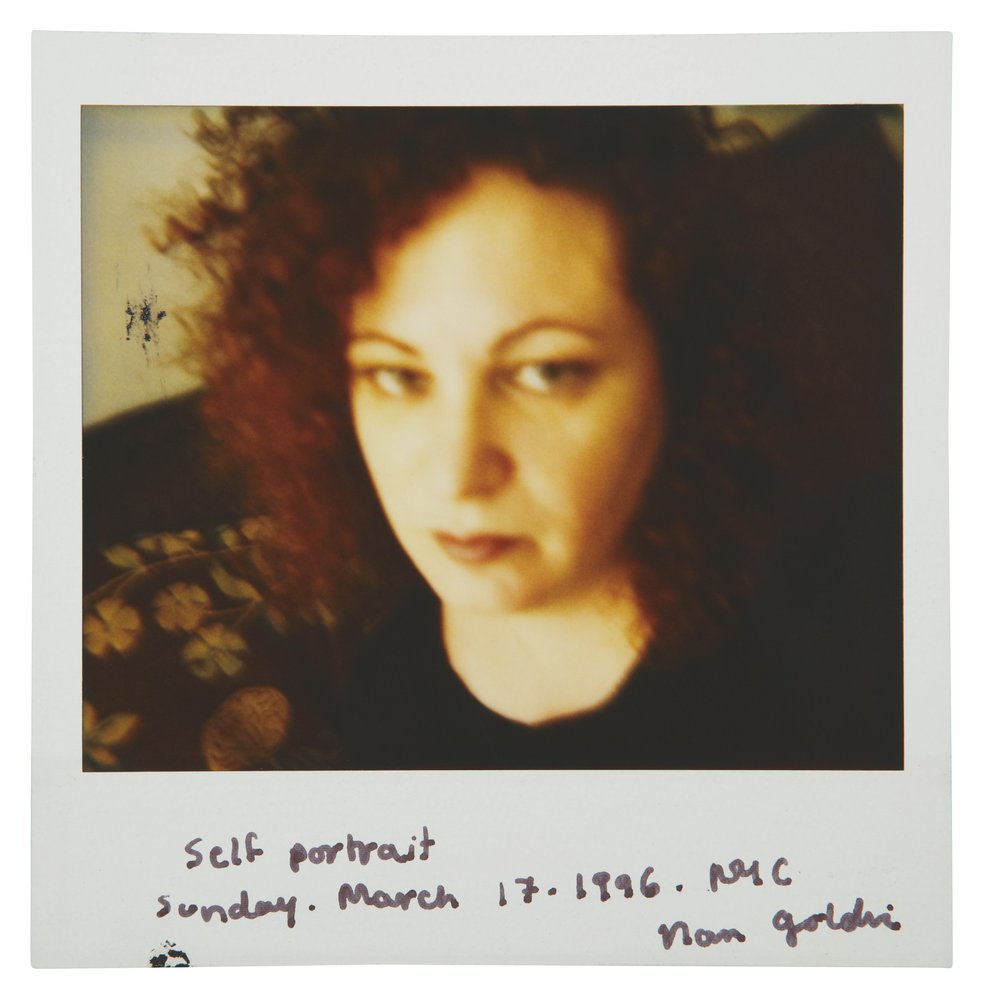 Self portrait
Sunday. March 17. 1996. NYC
Nan Goldin